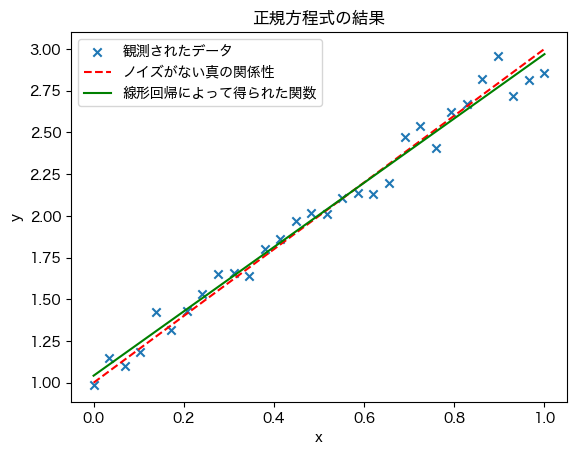 正規方程式の結果
観測されたデータ
ノイズがない真の関係性
線形回帰によって得られた関数
3.00
2.75
2.50
2.25
2.00
1.75
1.50
1.25
1.00
y
0.0 0.2 0.4 0.6 0.8 1.0
x